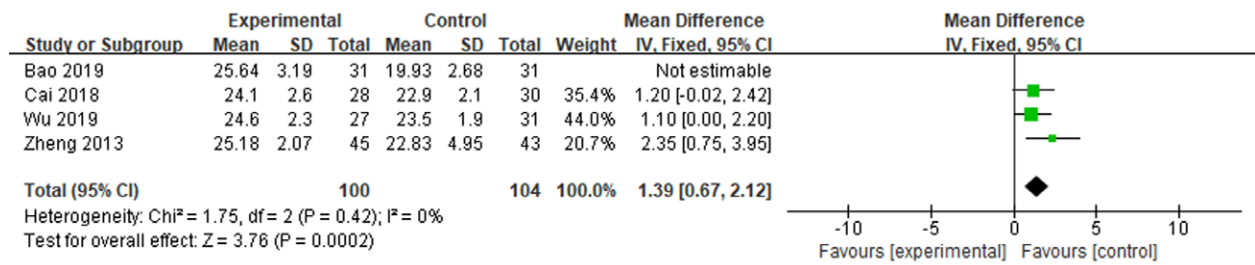 Experimental Control Mean Difference Mean Difference
Study or Subgroup Mean SD Total Mean SD Total Weight IV, Fixed, 95% CI IV, Fixed, 95% CI
Bao 2019 25.64 3.19 31 19.93 2.68 31 Not estimable
Cai 2018 24.1 2.6 28 22.9 2.1 30 35.4% 1.20 [-0.02, 2.42]
Wu 2019 24.6 2.3 27 23.5 1.9 31 44.0% 1.10 [0.00, 2.20]
Zheng 2013 25.18 2.07 45 22.83 4.95 43 20.7% 2.35 [0.75, 3.95]
Total (95% CI) 100 104 100.0% 1.39 [0.67, 2.12]
Heterogeneity: Chi² = 1.75, df = 2 (P = 0.42); I² = 0%
Test for overall effect: Z = 3.76 (P = 0.0002)
-10 -5 0 5 10
Favours [experimental] Favours [control]